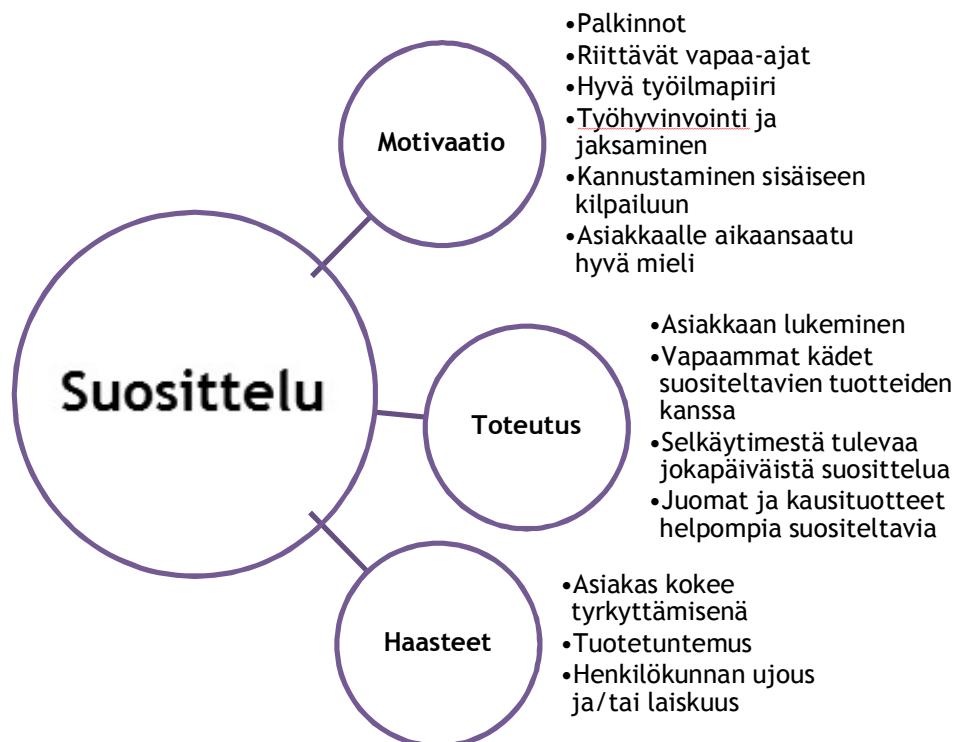 Suosittelu
Motivaatio
•Palkinnot
•Riittävät vapaa-ajat
•Hyvä työilmapiiri
•Työhyvinvointi ja
jaksaminen
•Kannustaminen sisäiseen
kilpailuun
•Asiakkaalle aikaansaatu
hyvä mieli
Toteutus
•Asiakkaan lukeminen
•Vapaammat kädet
suositeltavien tuotteiden
kanssa
•Selkäytimestä tulevaa
jokapäiväistä suosittelua
•Juomat ja kausituotteet
helpompia suositeltavia
Haasteet
•Asiakas kokee
tyrkyttämisenä
•Tuotetuntemus
•Henkilökunnan ujous
ja/tai laiskuus